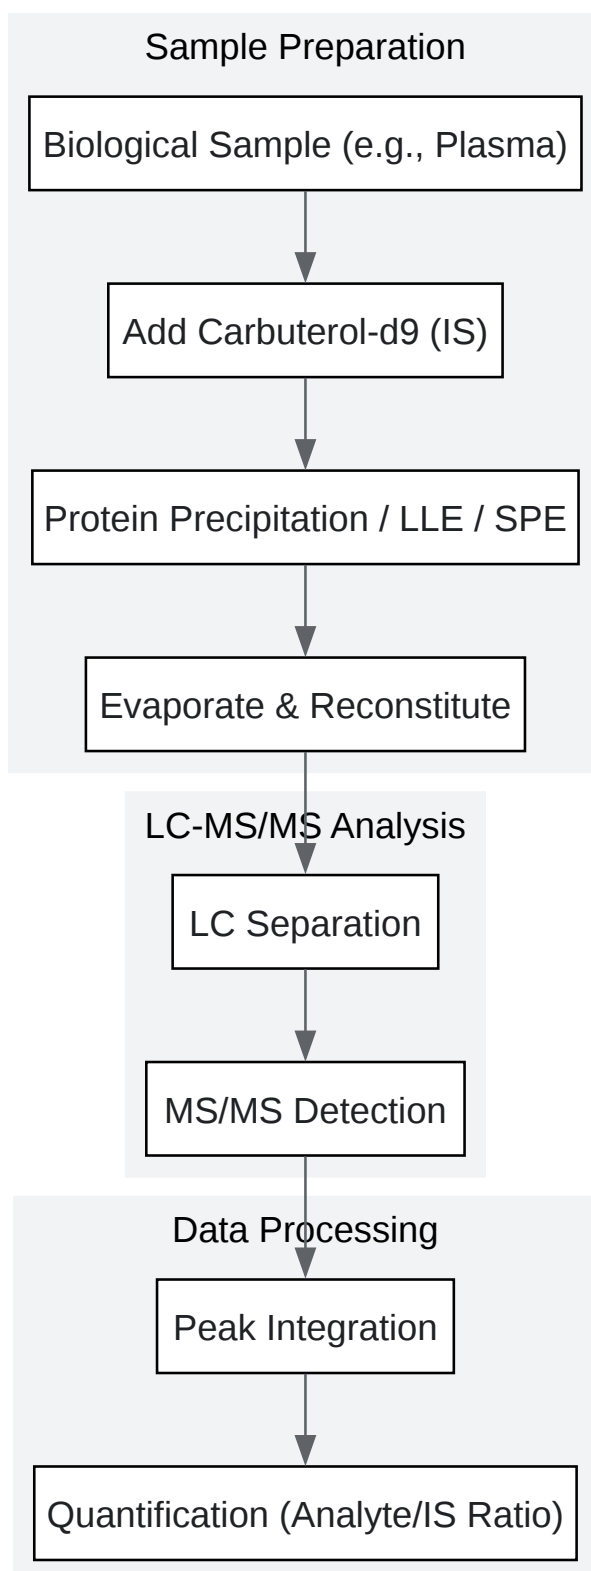 Sample Preparation
Biological Sample (e.g., Plasma)
Add Carbuterol-d9 (IS)
Protein Precipitation / LLE / SPE
Evaporate & Reconstitute
LC-MS/MS Analysis
LC Separation
MS/MS Detection
Data Processing
Peak Integration
Quantification (Analyte/IS Ratio)